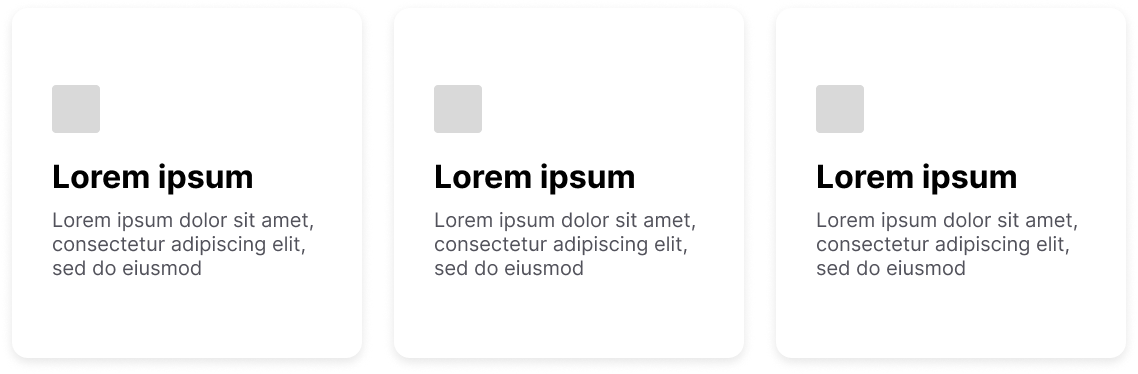 Lorem ipsum
Lorem ipsum dolor sit amet,
consectetur adipiscing elit,
sed do eiusmod
Lorem ipsum
Lorem ipsum dolor sit amet,
consectetur adipiscing elit,
sed do eiusmod
Lorem ipsum
Lorem ipsum dolor sit amet,
consectetur adipiscing elit,
sed do eiusmod